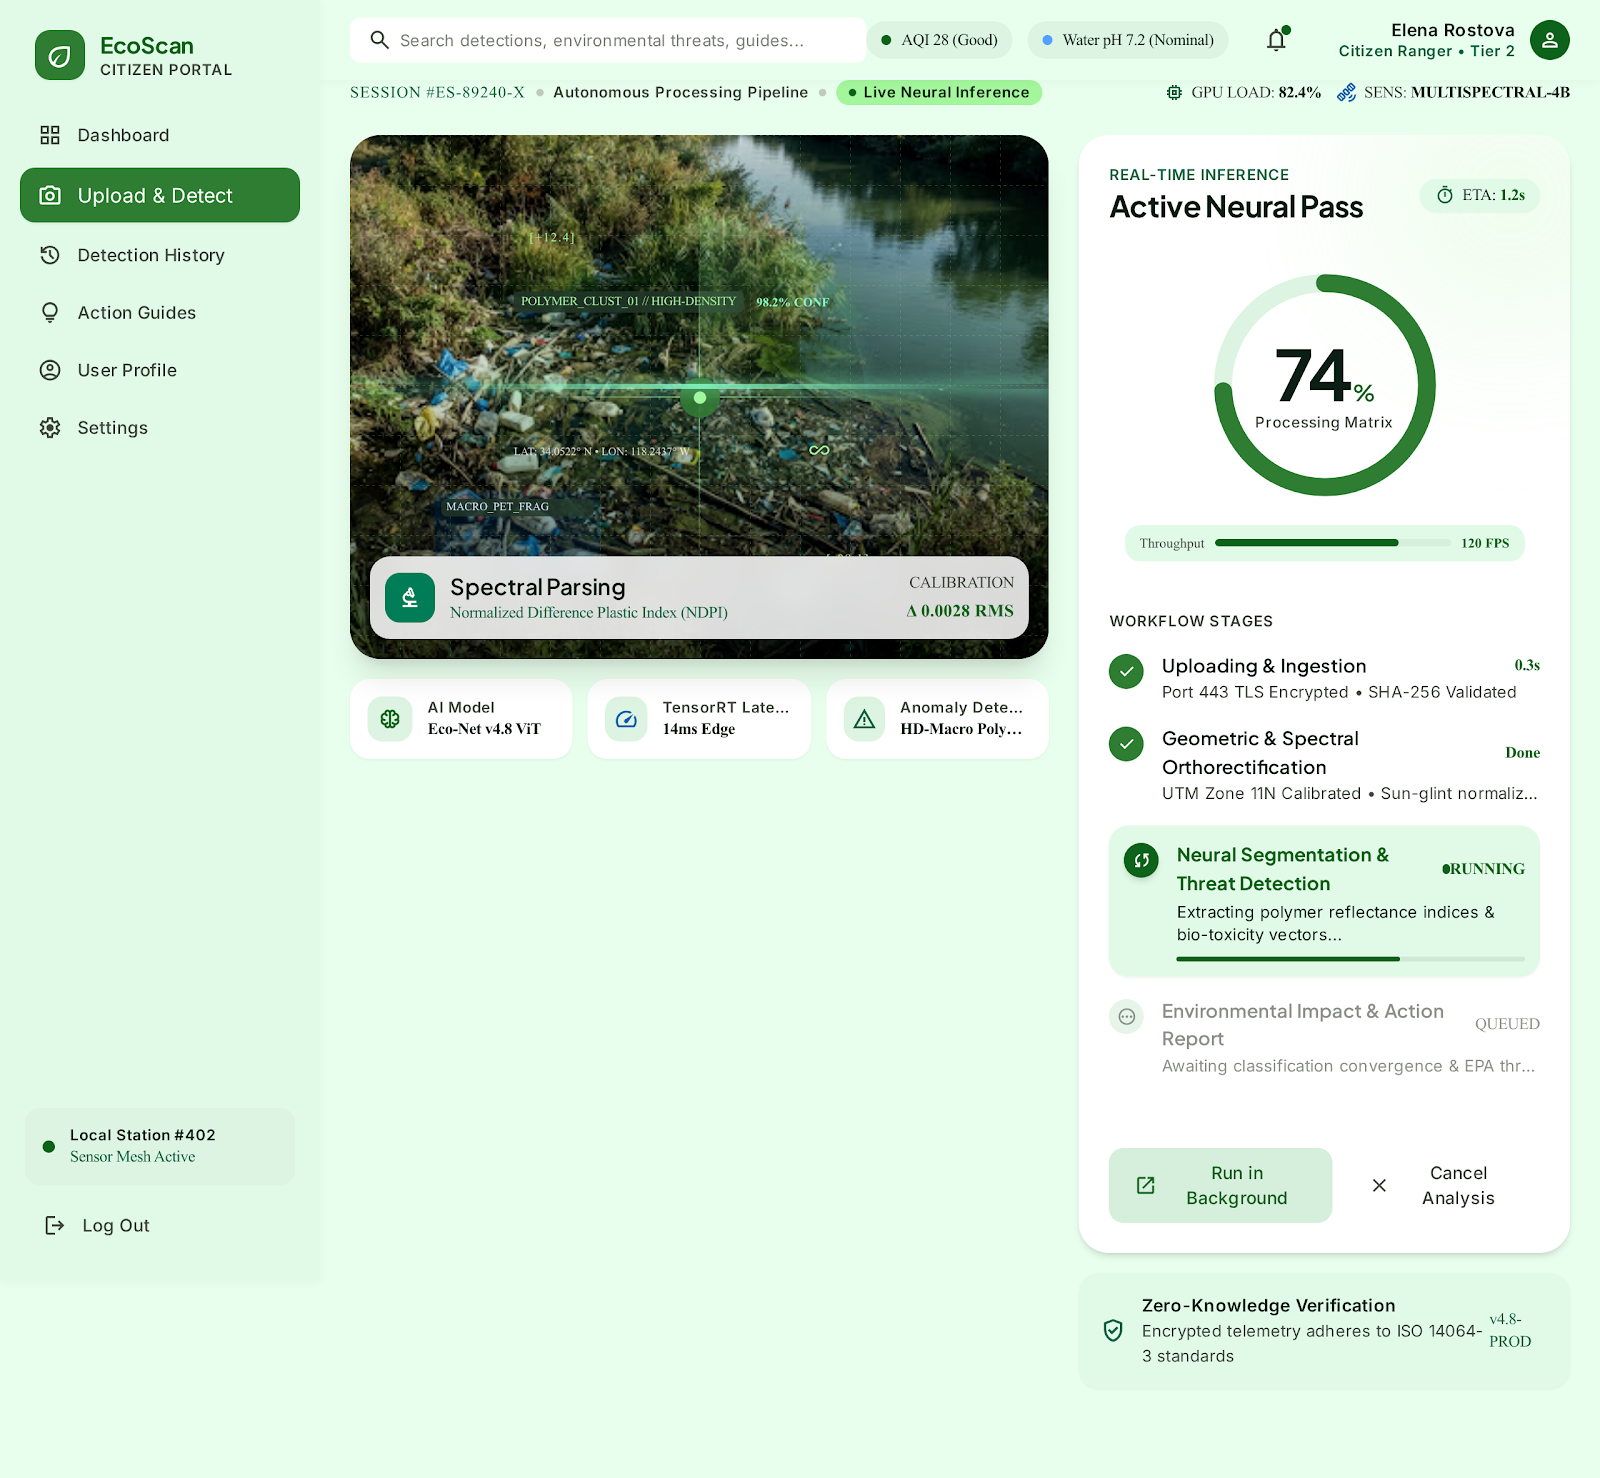 EcoScan
CITIZEN PORTAL
Dashboard
Upload & Detect
Detection History
Action Guides
User Profile
Settings
Local Station #402
Sensor Mesh Active
Log Out
Search detections, environmental threats, guides...
AQI 28 (Good)
Water pH 7.2 (Nominal)
Elena Rostova
Citizen Ranger • Tier 2
SESSION #ES-89240-X
Autonomous Processing Pipeline
Live Neural Inference
GPU LOAD: 82.4%
SENS: MULTISPECTRAL-4B
[+12.4]
POLYMER_CLUST_01 // HIGH-DENSITY
98.2% CONF
LAT: 34.0522° N • LON: 118.2437° W
MACRO_PET_FRAG
Spectral Parsing
Normalized Difference Plastic Index (NDPI)
CALIBRATION
Δ 0.0028 RMS
AI Model
Eco-Net v4.8 ViT
TensorRT Late...
14ms Edge
Anomaly Dete...
HD-Macro Poly...
REAL-TIME INFERENCE
Active Neural Pass
ETA: 1.2s
74%
Processing Matrix
Throughput
120 FPS
WORKFLOW STAGES
Uploading & Ingestion
0.3s
Port 443 TLS Encrypted • SHA-256 Validated
Geometric & Spectral
Orthorectification
Done
UTM Zone 11N Calibrated • Sun-glint normaliz...
Neural Segmentation &
Threat Detection
RUNNING
Extracting polymer reflectance indices &
bio-toxicity vectors...
Environmental Impact & Action
Report
QUEUED
Awaiting classification convergence & EPA thr...
Run in
Background
Cancel
Analysis
Zero-Knowledge Verification
Encrypted telemetry adheres to ISO 14064-
3 standards
v4.8-
PROD